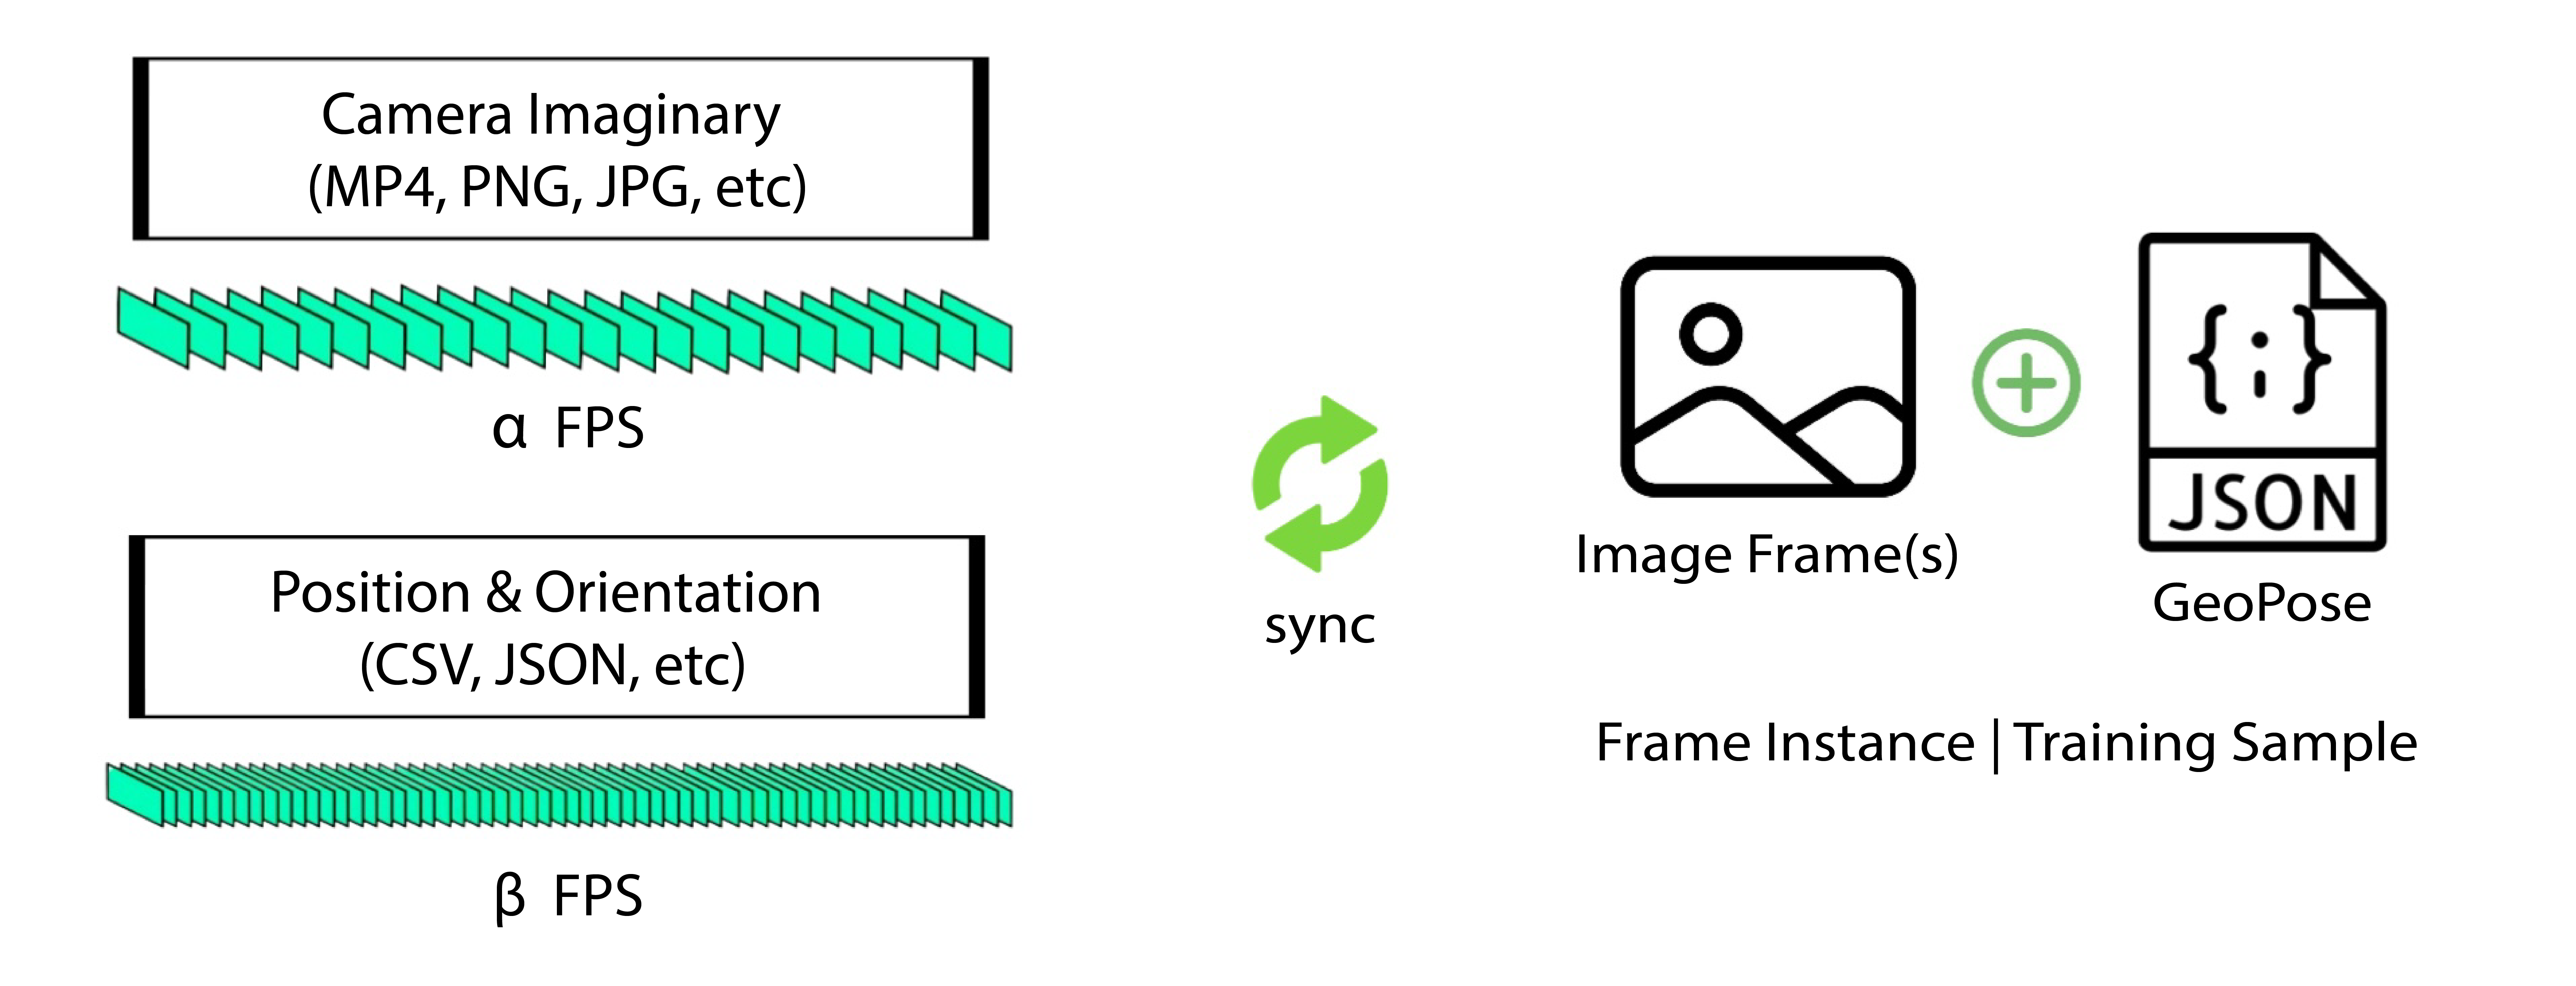 Camera Imaginary
(MP4, PNG, JPG, etc)
α FPS
Position & Orientation
(CSV, JSON, etc)
β FPS
sync
Image Frame(s)
{;}
JSON
GeoPose
Frame Instance | Training Sample